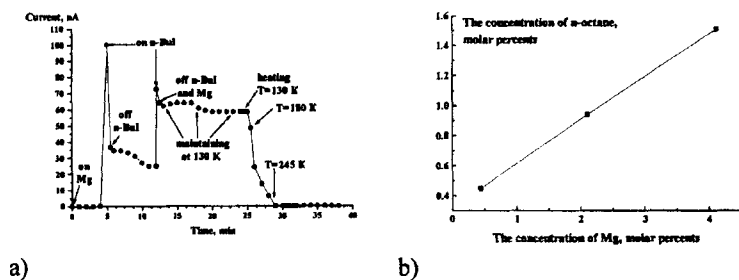 Current, nA
110
100
90
80
70
60
50
40
30
20
10
0
0
5
10
15
20
25
30
35
40
Time, min
on Mg
on n-BuI
off n-BuI
off n-BuI and Mg
maintaining at 130 K
heating T=130 K
T=180 K
T=245 K
a)
The concentration of n-octane,
molar percents
1.6
1.4
1.2
1.0
0.8
0.6
0.4
0
1
2
3
4
The concentration of Mg, molar percents
b)